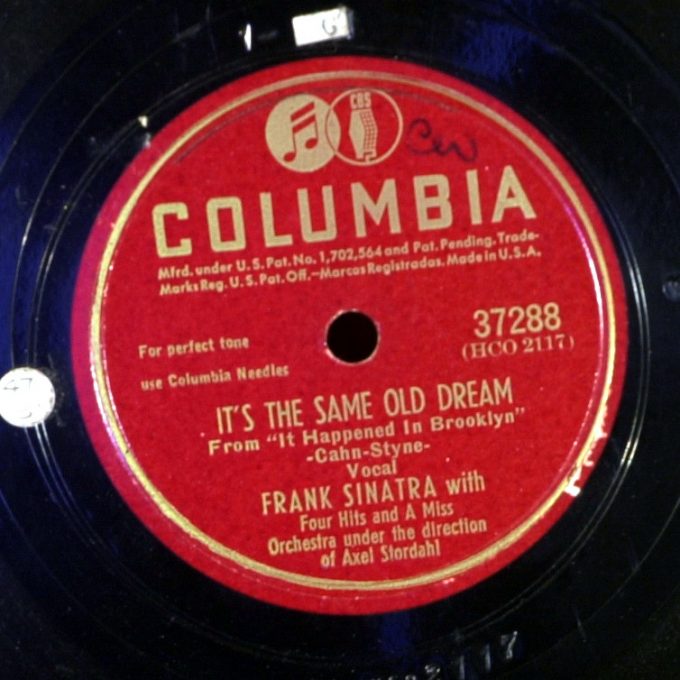 CBS
COLUMBIA
Mfrd. under U.S. Pat. No. 1,702,564 and Pat. Pending. Trade-
Marks Reg. U.S. Pat. Off.—Marcas Registradas. Made in U.S.A.
37288
(HCO 2117)
For perfect tone
use Columbia Needles
IT'S THE SAME OLD DREAM
From "It Happened In Brooklyn"
-Cahn-Styne-
Vocal
FRANK SINATRA with
Four Hits and A Miss
Orchestra under the direction
of Axel Stordahl